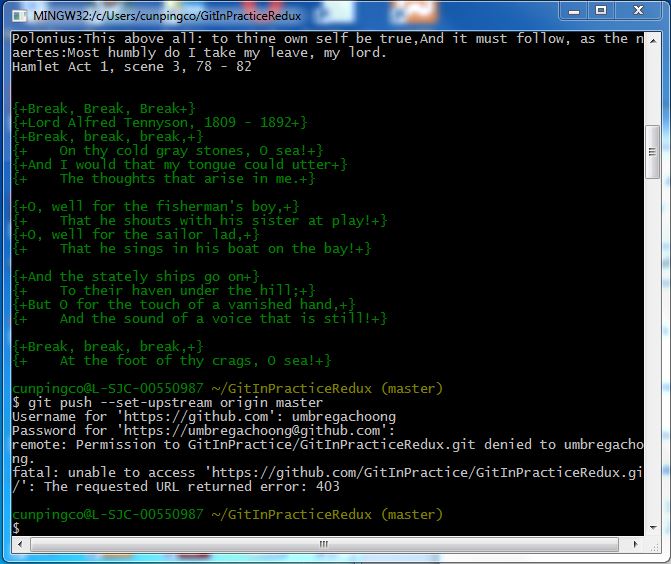 MINGW32:/c/Users/cunpingco/GitInPracticeRedux
Polonius:This above all: to thine own self be true,And it must follow, as the n
aertes:Most humbly do I take my leave, my lord.
Hamlet Act 1, scene 3, 78 - 82
{+Break, Break, Break+}
{+Lord Alfred Tennyson, 1809 - 1892+}
{+Break, break, break,+}
{+    On thy cold gray stones, O sea!+}
{+And I would that my tongue could utter+}
{+    The thoughts that arise in me.+}
{+O, well for the fisherman's boy,+}
{+    That he shouts with his sister at play!+}
{+O, well for the sailor lad,+}
{+    That he sings in his boat on the bay!+}
{+And the stately ships go on+}
{+    To their haven under the hill;+}
{+But O for the touch of a vanished hand,+}
{+    And the sound of a voice that is still!+}
{+Break, break, break,+}
{+    At the foot of thy crags, O sea!+}
cunpingco@L-SJC-00550987 ~/GitInPracticeRedux (master)
$ git push --set-upstream origin master
Username for 'https://github.com': umbregachoong
Password for 'https://umbregachoong@github.com':
remote: Permission to GitInPractice/GitInPracticeRedux.git denied to umbregachoo
ng.
fatal: unable to access 'https://github.com/GitInPractice/GitInPracticeRedux.gi
/': The requested URL returned error: 403
cunpingco@L-SJC-00550987 ~/GitInPracticeRedux (master)
$